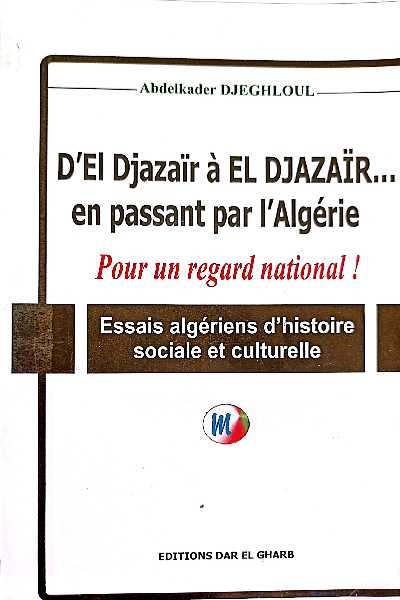 Abdelkader DJEGHLOUL
D'El Djazaïr à EL DJAZAÏR...
en passant par l'Algérie
Pour un regard national !
Essais algériens d'histoire
sociale et culturelle
M
EDITIONS DAR EL GHARB